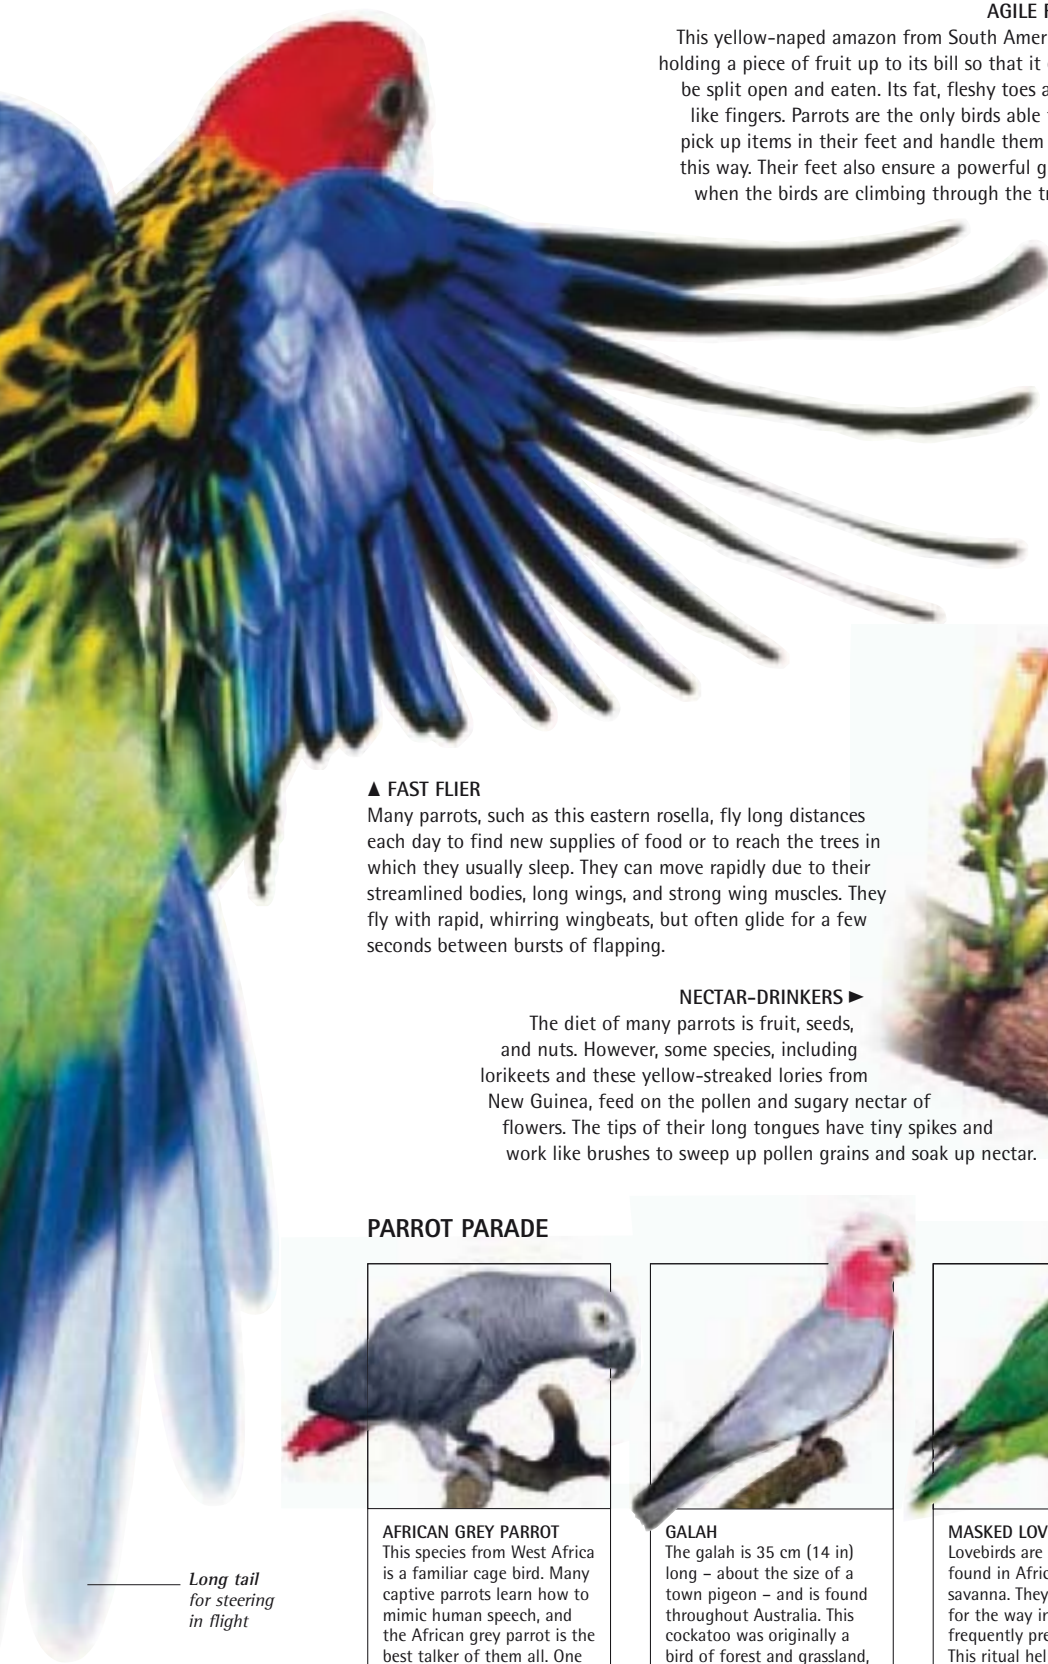 AGILE
This yellow-naped amazon from South
holding a piece of fruit up to its bill so that it
be split open and eaten. Its fat, fleshy toes
like fingers. Parrots are the only birds able
pick up items in their feet and handle them
this way. Their feet also ensure a powerful
when the birds are climbing through the
▲ FAST FLIER
Many parrots, such as this eastern rosella, fly long distances
each day to find new supplies of food or to reach the trees in
which they usually sleep. They can move rapidly due to their
streamlined bodies, long wings, and strong wing muscles. They
fly with rapid, whirring wingbeats, but often glide for a few
seconds between bursts of flapping.
NECTAR-DRINKERS ►
The diet of many parrots is fruit, seeds,
and nuts. However, some species, including
lorikeets and these yellow-streaked lories from
New Guinea, feed on the pollen and sugary nectar of
flowers. The tips of their long tongues have tiny spikes and
work like brushes to sweep up pollen grains and soak up nectar.
PARROT PARADE
AFRICAN GREY PARROT
This species from West Africa
is a familiar cage bird. Many
captive parrots learn how to
mimic human speech, and
the African grey parrot is the
best talker of them all. One
GALAH
The galah is 35 cm (14 in)
long – about the size of a
town pigeon – and is found
throughout Australia. This
cockatoo was originally a
bird of forest and grassland,
MASKED
Lovebirds are
found in
savanna. They
for the way
frequently
This ritual
Long tail
for steering
in flight